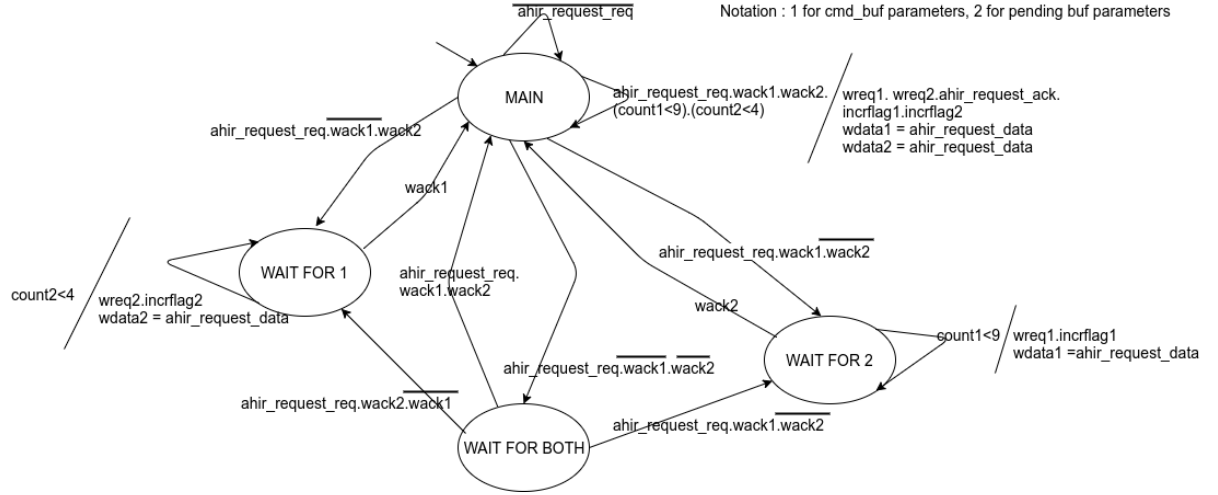 ahir_request_req
Notation : 1 for cmd_buf parameters, 2 for pending buf parameters
MAIN
ahir_request_req.wack1.wack2.
(count1<9).(count2<4)
wreq1. wreq2.ahir_request_ack.
incrflag1.incrflag2
wdata1 = ahir_request_data
wdata2 = ahir_request_data
ahir_request_req.wack1.wack2
wack1
WAIT FOR 1
count2<4
wreq2.incrflag2
wdata2 = ahir_request_data
ahir_request_req.
wack1.wack2
ahir_request_req.wack1.wack2
wack2
WAIT FOR 2
count1<9
wreq1.incrflag1
wdata1 =ahir_request_data
ahir_request_req.wack1.wack2
ahir_request_req.wack2.wack1
ahir_request_req.wack1.wack2
WAIT FOR BOTH